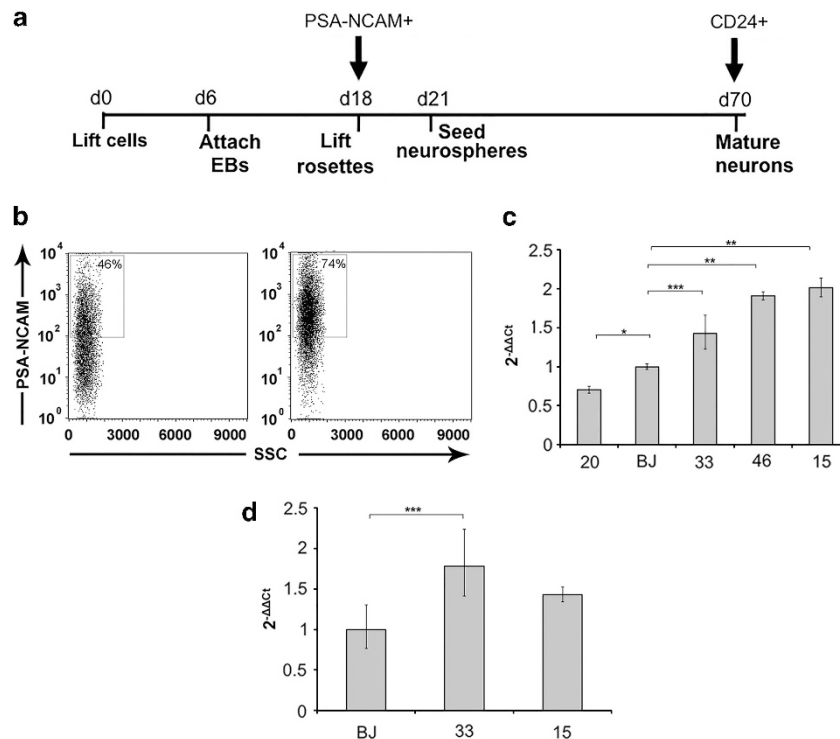 a
PSA-NCAM+ CD24+
d0 d6 d18 d21 d70
Lift cells Attach EBs Lift rosettes Seed neurospheres Mature neurons
b
PSA-NCAM
10⁴ 10³ 10² 10¹ 10⁰
46%
0 3000 6000 9000
10⁴ 10³ 10² 10¹ 10⁰
74%
0 3000 6000 9000
SSC
c
2^-ΔΔCt
2.5
2
1.5
1
0.5
0
* *** ** **
20 BJ 33 46 15
d
2^-ΔΔCt
2.5
2
1.5
1
0.5
0
***
BJ 33 15